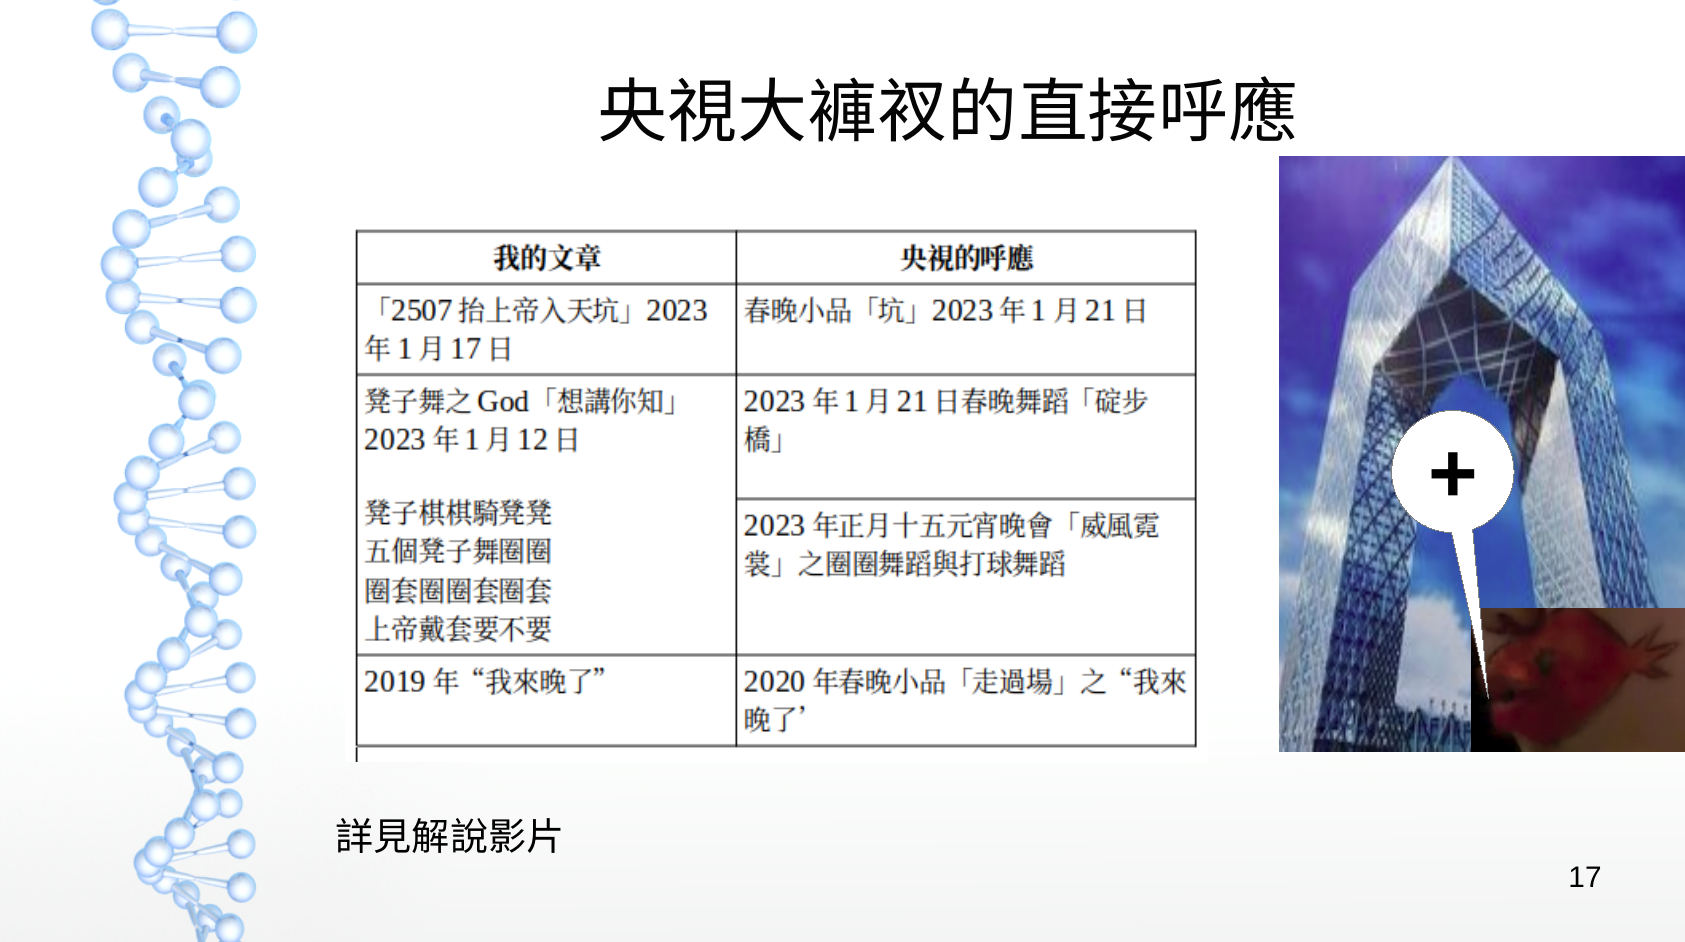 央視大褲衩的直接呼應
我的文章
央視的呼應
「2507 抬上帝入天坑」2023
年 1 月 17 日
春晚小品「坑」2023 年 1 月 21 日
凳子舞之 God「想講你知」
2023 年 1 月 12 日
凳子棋棋騎凳凳
五個凳子舞圈圈
圈套圈圈套圈套
上帝戴套要不要
2023 年 1 月 21 日春晚舞蹈「碇步
橋」
2023 年正月十五元宵晚會「威風霓
裳」之圈圈舞蹈與打球舞蹈
2019 年“我來晚了”
2020 年春晚小品「走過場」之“我來
晚了’
+
詳見解說影片
17